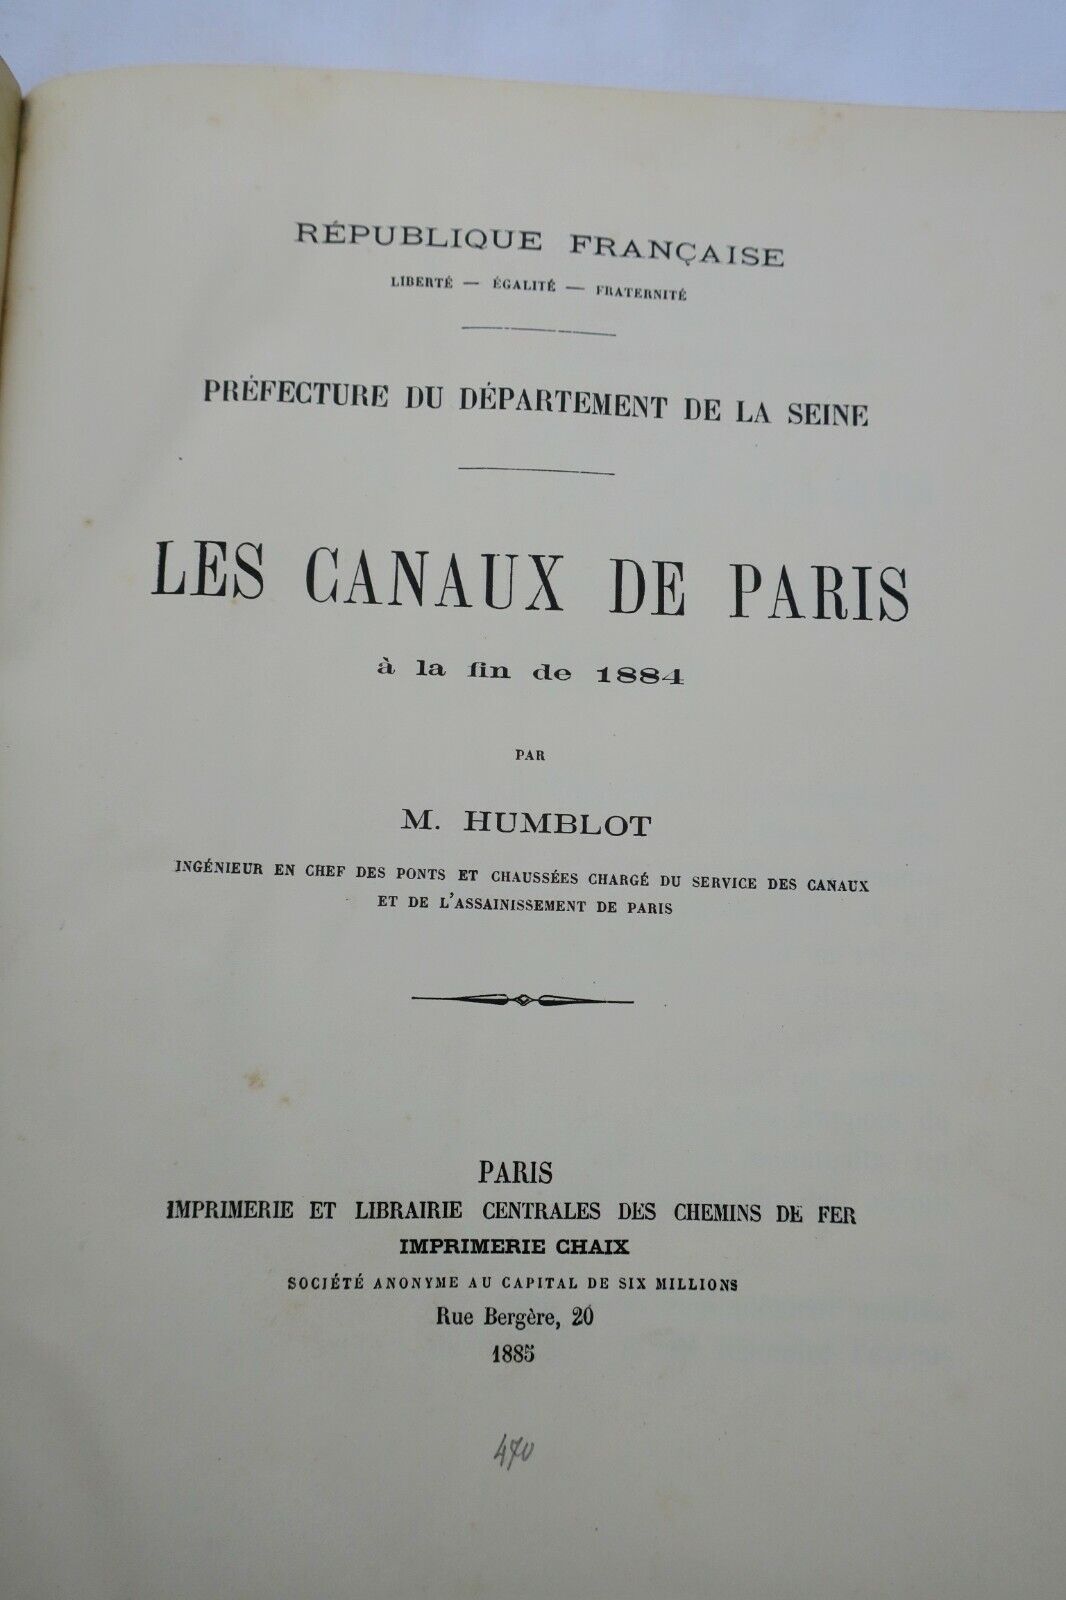 RÉPUBLIQUE FRANÇAISE
LIBERTÉ — ÉGALITÉ — FRATERNITÉ
PRÉFECTURE DU DÉPARTEMENT DE LA SEINE
LES CANAUX DE PARIS
à la fin de 1884
PAR
M. HUMBLOT
INGÉNIEUR EN CHEF DES PONTS ET CHAUSSÉES CHARGÉ DU SERVICE DES CANAUX
ET DE L'ASSAINISSEMENT DE PARIS
PARIS
IMPRIMERIE ET LIBRAIRIE CENTRALES DES CHEMINS DE FER
IMPRIMERIE CHAIX
SOCIÉTÉ ANONYME AU CAPITAL DE SIX MILLIONS
Rue Bergère, 20
1885
470